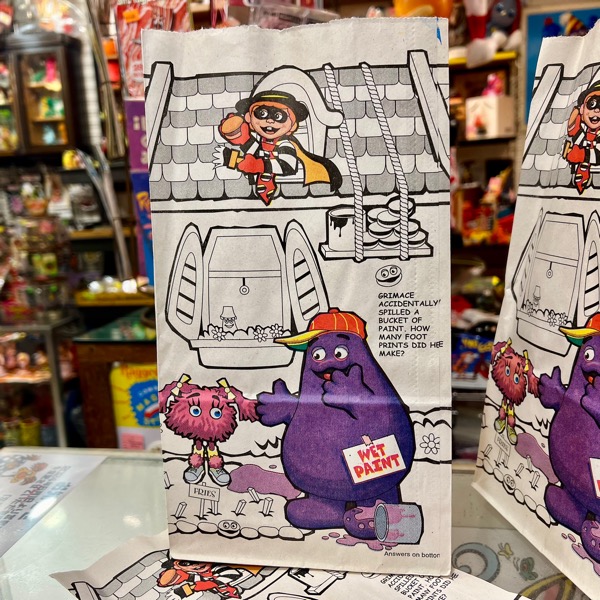 GRIMACE
ACCIDENTALLY
SPILLED A
BUCKET OF
PAINT. HOW
MANY FOOT
PRINTS DID HE
MAKE?
WET
PAINT
FRIES
Answers on bottom